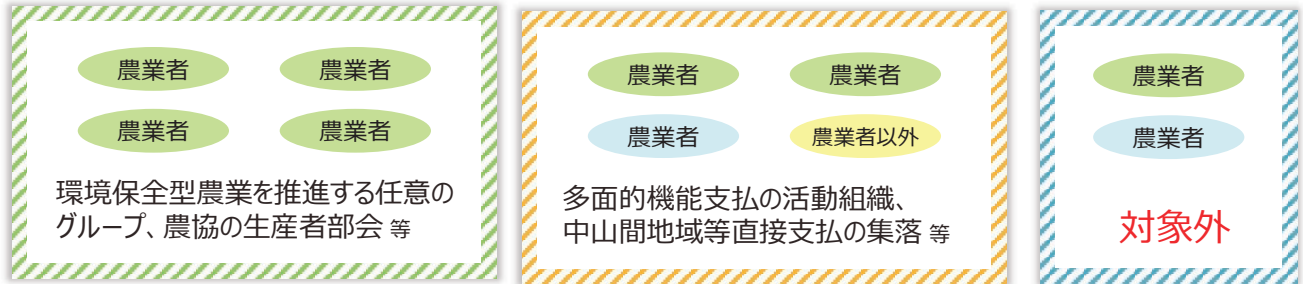 農業者 農業者
農業者 農業者
環境保全型農業を推進する任意の
グループ、農協の生産者部会 等
農業者 農業者
農業者 農業者以外
多面的機能支払の活動組織、
中山間地域等直接支払の集落 等
農業者
農業者
対象外